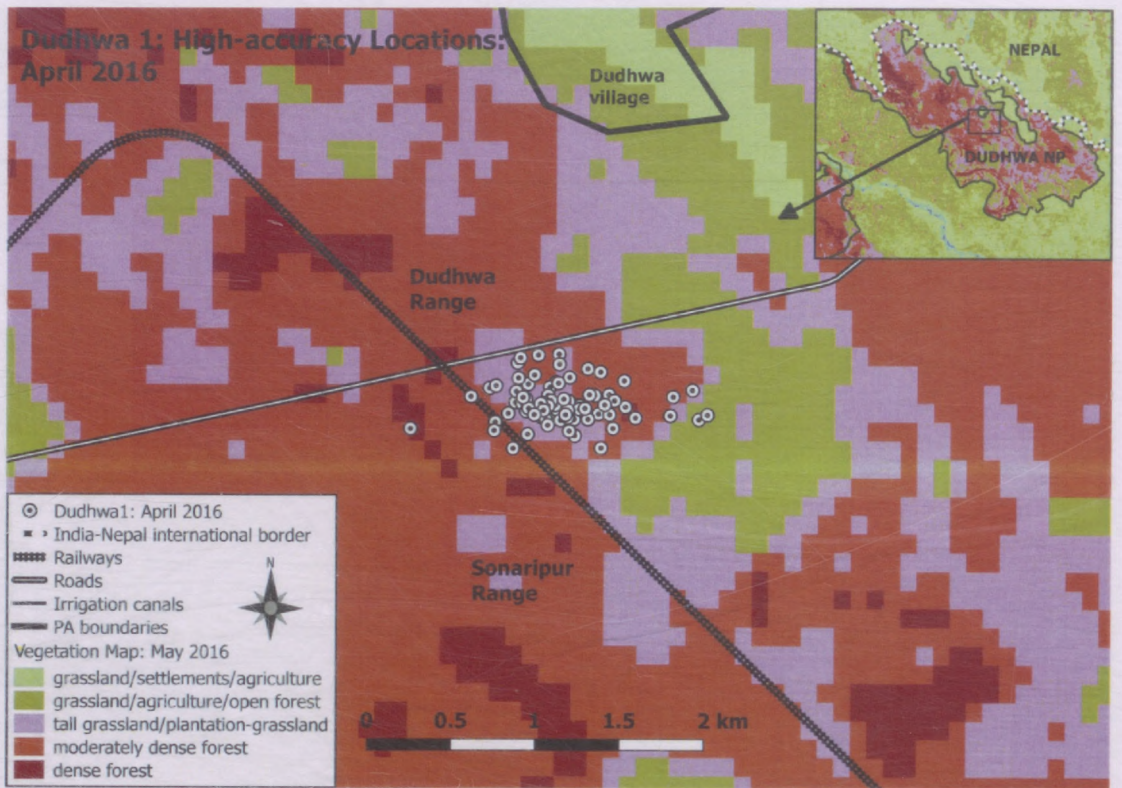 Dudhwa 1: High-accuracy Locations:
April 2016
Dudhwa
village
NEPAL
DUDHWA NP
Dudhwa
Range
Sonaripur
Range
Dudhwa1: April 2016
India-Nepal international border
Railways
Roads
Irrigation canals
PA boundaries
Vegetation Map: May 2016
grassland/settlements/agriculture
grassland/agriculture/open forest
tall grassland/plantation-grassland
moderately dense forest
dense forest
N
0 0.5 1 1.5 2 km